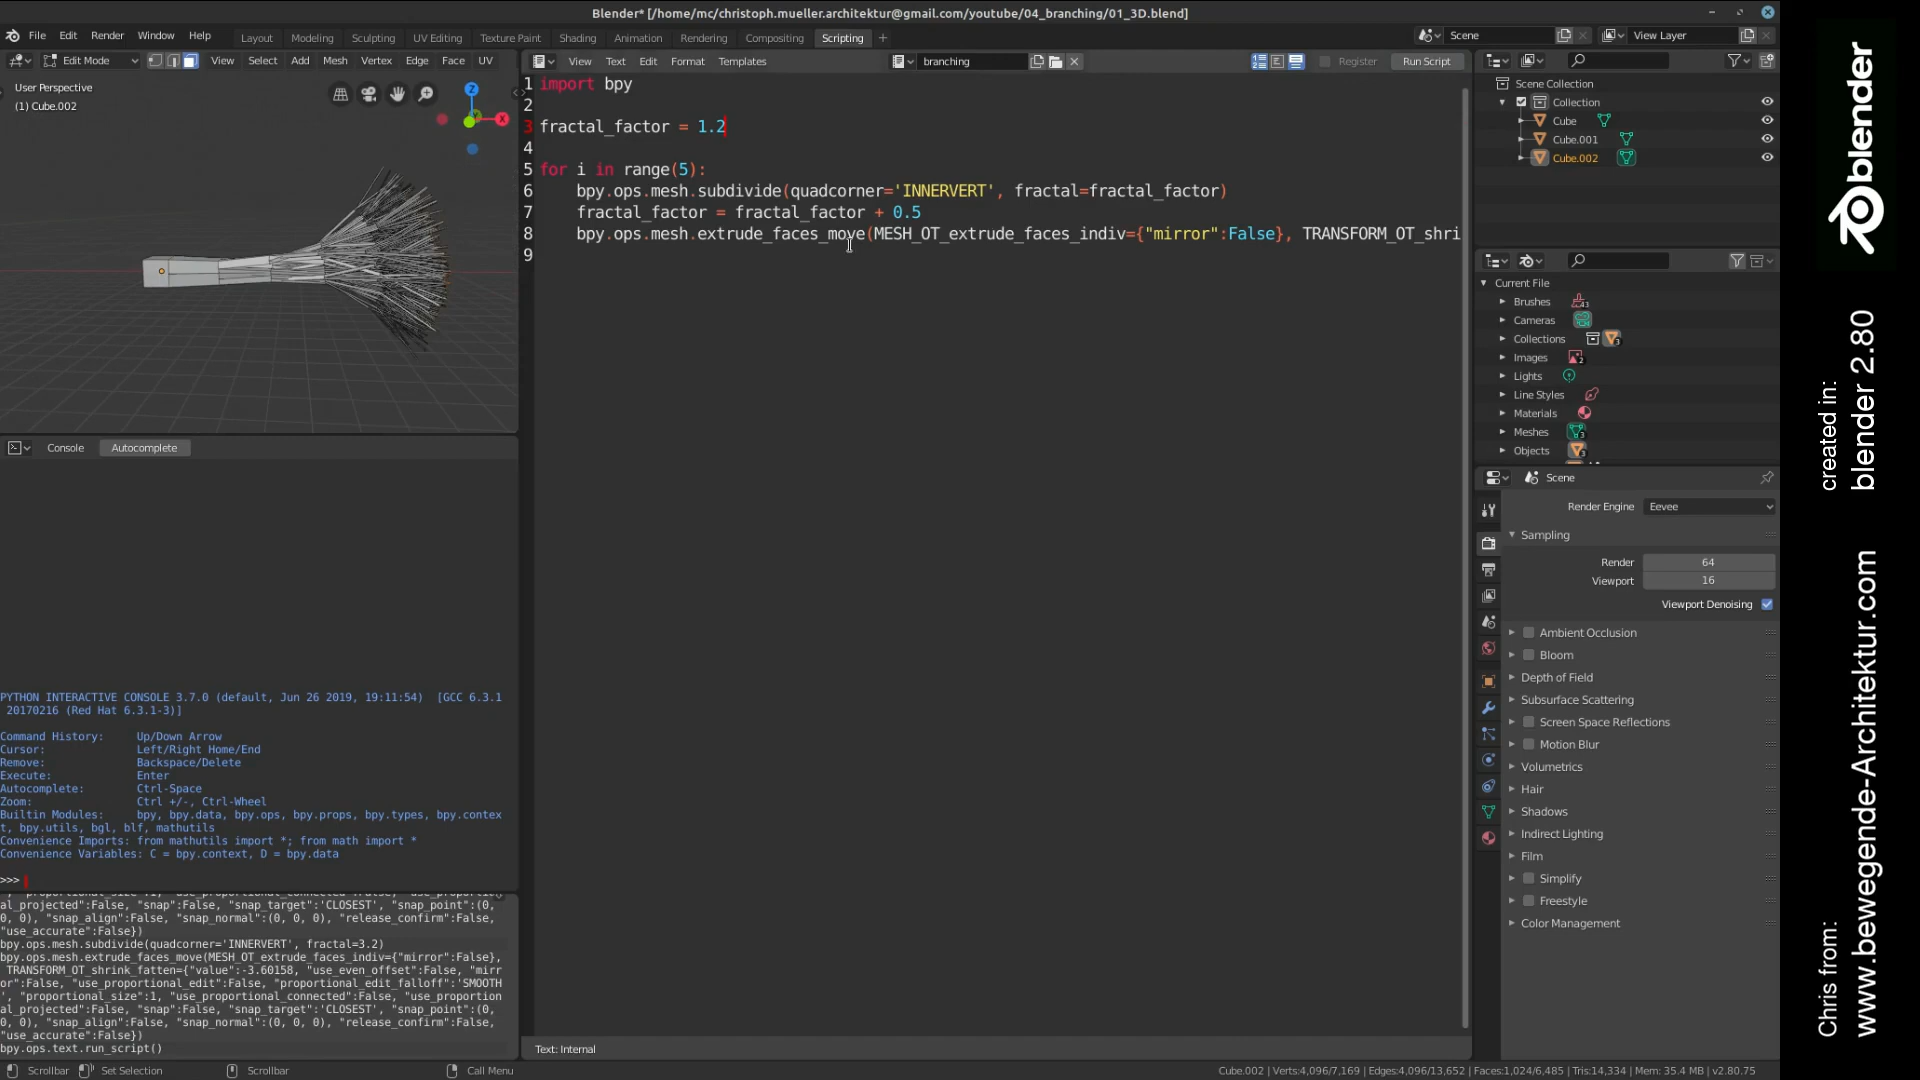 Blender* [/home/mc/christoph.mueller.architektur@gmail.com/youtube/04_branching/01_3D.blend]
File Edit Render Window Help Layout Modeling Sculpting UV Editing Texture Paint Shading Animation Rendering Compositing Scripting + Scene View Layer
Edit Mode View Select Add Mesh Vertex Edge Face UV
User Perspective
(1) Cube.002
Z
X
View Text Edit Format Templates branching Register Run Script
1 import bpy
2
3 fractal_factor = 1.2
4
5 for i in range(5):
6 bpy.ops.mesh.subdivide(quadcorner='INNERVERT', fractal=fractal_factor)
7 fractal_factor = fractal_factor + 0.5
8 bpy.ops.mesh.extrude_faces_move(MESH_OT_extrude_faces_indiv={"mirror":False}, TRANSFORM_OT_shri
9
Text: Internal
Console Autocomplete
PYTHON INTERACTIVE CONSOLE 3.7.0 (default, Jun 26 2019, 19:11:54) [GCC 6.3.1
20170216 (Red Hat 6.3.1-3)]
Command History: Up/Down Arrow
Cursor: Left/Right Home/End
Remove: Backspace/Delete
Execute: Enter
Autocomplete: Ctrl-Space
Zoom: Ctrl +/-, Ctrl-Wheel
Builtin Modules: bpy, bpy.data, bpy.ops, bpy.props, bpy.types, bpy.contex
t, bpy.utils, bgl, blf, mathutils
Convenience Imports: from mathutils import *; from math import *
Convenience Variables: C = bpy.context, D = bpy.data
>>>
al_projected":False, "snap":False, "snap_target":'CLOSEST', "snap_point":(0,
0, 0), "snap_align":False, "snap_normal":(0, 0, 0), "release_confirm":False,
"use_accurate":False})
bpy.ops.mesh.subdivide(quadcorner='INNERVERT', fractal=3.2)
bpy.ops.mesh.extrude_faces_move(MESH_OT_extrude_faces_indiv={"mirror":False},
TRANSFORM_OT_shrink_fatten={"value":-3.60158, "use_even_offset":False, "mirr
or":False, "use_proportional_edit":False, "proportional_edit_falloff":'SMOOTH
', "proportional_size":1, "use_proportional_connected":False, "use_proportion
al_projected":False, "snap":False, "snap_target":'CLOSEST', "snap_point":(0,
0, 0), "snap_align":False, "snap_normal":(0, 0, 0), "release_confirm":False,
"use_accurate":False})
bpy.ops.text.run_script()
Scene Collection
Collection
Cube
Cube.001
Cube.002
Current File
Brushes 43
Cameras
Collections 3
Images 2
Lights
Line Styles
Materials
Meshes 3
Objects 3
Scene
Render Engine Eevee
Sampling
Render 64
Viewport 16
Viewport Denoising
Ambient Occlusion
Bloom
Depth of Field
Subsurface Scattering
Screen Space Reflections
Motion Blur
Volumetrics
Hair
Shadows
Indirect Lighting
Film
Simplify
Freestyle
Color Management
Scrollbar Set Selection Scrollbar Call Menu Cube.002 | Verts:4,096/7,169 | Edges:4,096/13,652 | Faces:1,024/6,485 | Tris:14,334 | Mem: 35.4 MB | v2.80.75
blender
created in:
blender 2.80
Chris from:
www.bewegende-Architektur.com